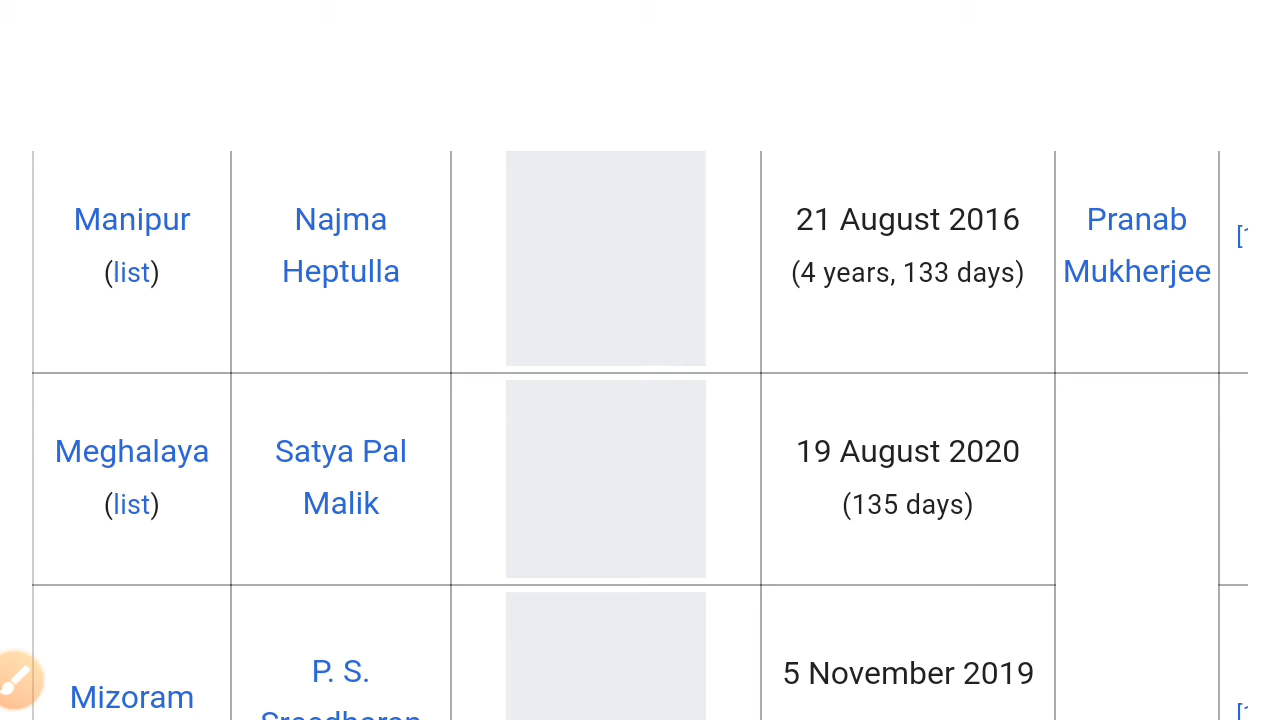 Manipur
(list)
Najma
Heptulla
21 August 2016
(4 years, 133 days)
Pranab
Mukherjee
Meghalaya
(list)
Satya Pal
Malik
19 August 2020
(135 days)
Mizoram
P. S.
5 November 2019